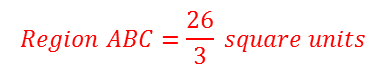 Region ABC = 26/3 square units